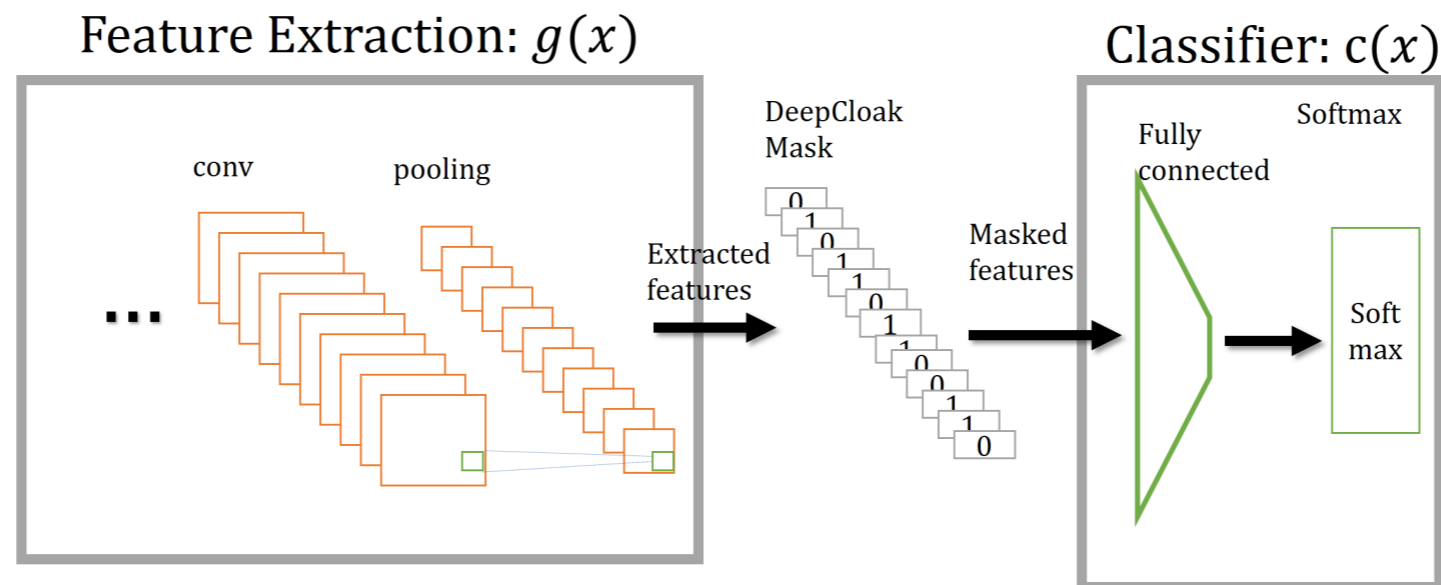 Feature Extraction: g(x)
Classifier: c(x)
conv
pooling
...
Extracted
features
DeepCloak
Mask
0
1
0
1
1
0
1
1
0
0
1
1
0
Masked
features
Fully
connected
Softmax
Soft
max